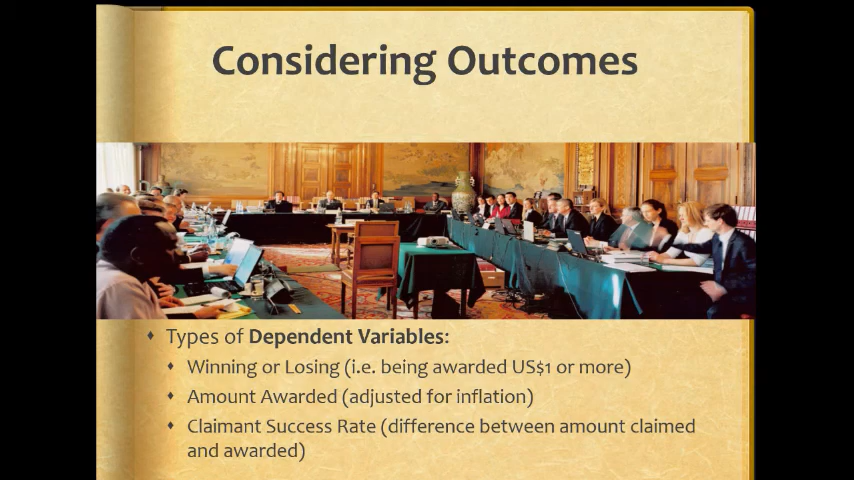 Considering Outcomes
Types of Dependent Variables:
Winning or Losing (i.e. being awarded US$1 or more)
Amount Awarded (adjusted for inflation)
Claimant Success Rate (difference between amount claimed
and awarded)